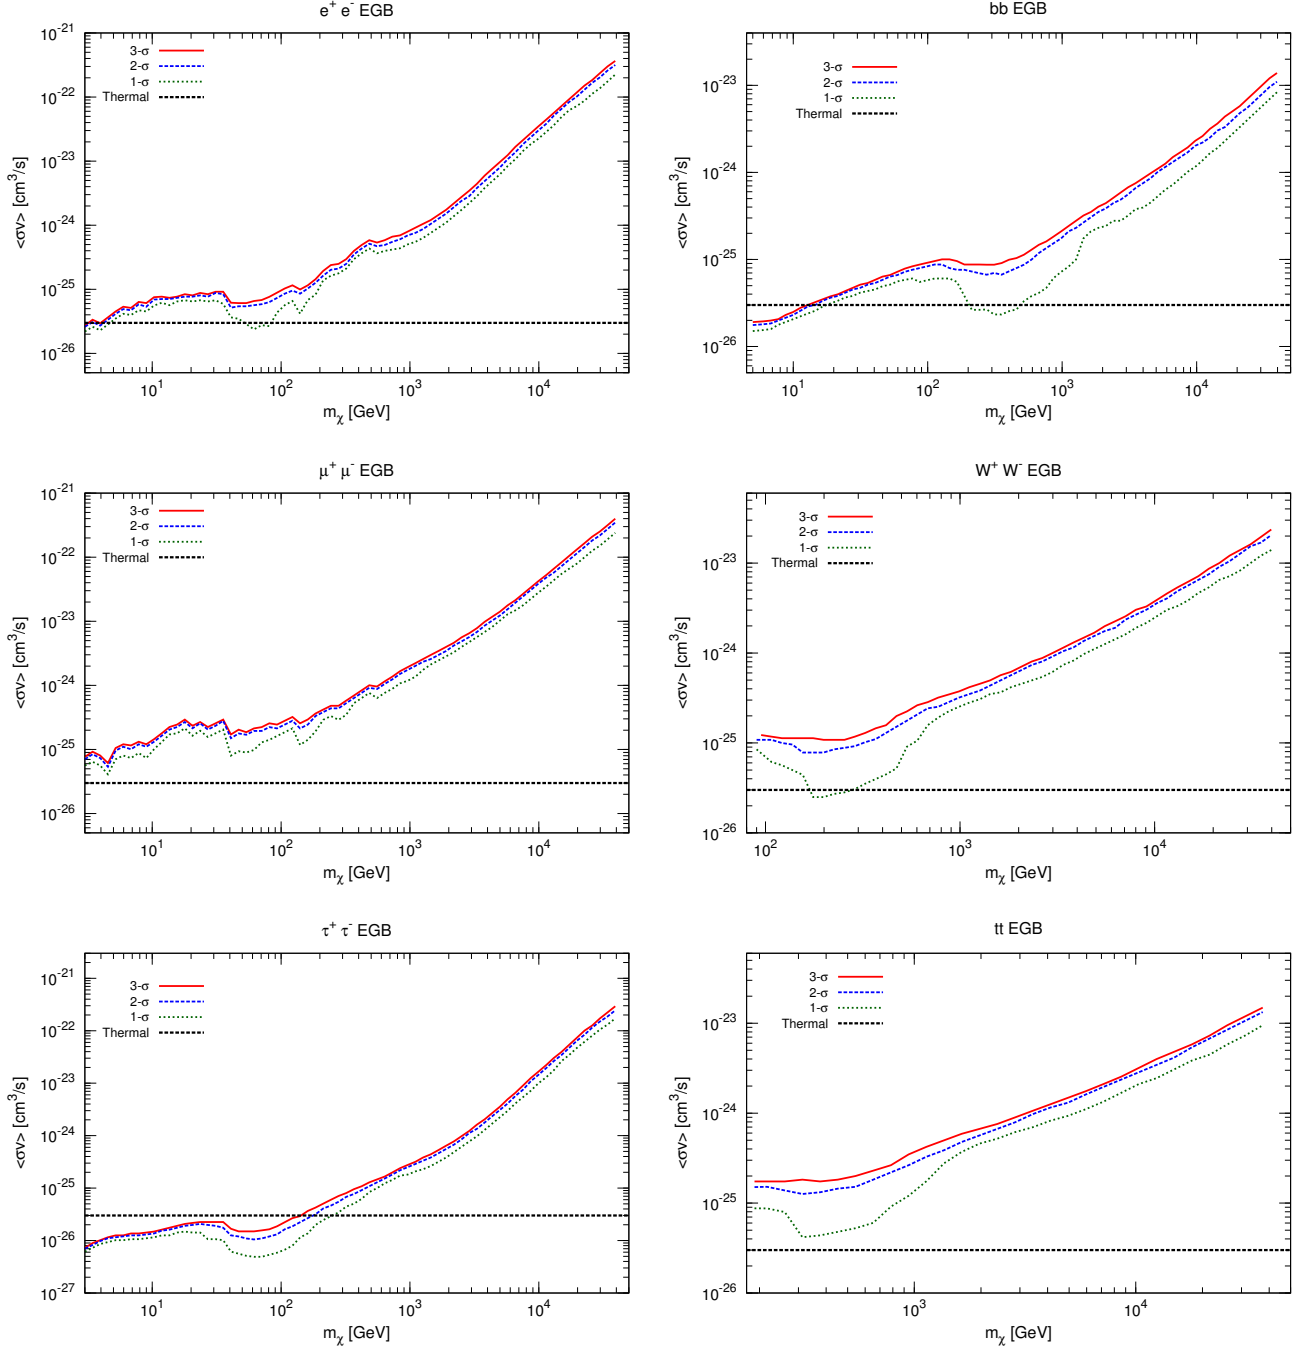 e⁺ e⁻ EGB
3-σ
2-σ
1-σ
Thermal
<σv> [cm³/s]
10⁻²¹
10⁻²²
10⁻²³
10⁻²⁴
10⁻²⁵
10⁻²⁶
10¹ 10² 10³ 10⁴
mχ [GeV]
bb EGB
3-σ
2-σ
1-σ
Thermal
<σv> [cm³/s]
10⁻²³
10⁻²⁴
10⁻²⁵
10⁻²⁶
10¹ 10² 10³ 10⁴
mχ [GeV]
μ⁺ μ⁻ EGB
3-σ
2-σ
1-σ
Thermal
<σv> [cm³/s]
10⁻²¹
10⁻²²
10⁻²³
10⁻²⁴
10⁻²⁵
10⁻²⁶
10¹ 10² 10³ 10⁴
mχ [GeV]
W⁺ W⁻ EGB
3-σ
2-σ
1-σ
Thermal
<σv> [cm³/s]
10⁻²³
10⁻²⁴
10⁻²⁵
10⁻²⁶
10² 10³ 10⁴
mχ [GeV]
τ⁺ τ⁻ EGB
3-σ
2-σ
1-σ
Thermal
<σv> [cm³/s]
10⁻²¹
10⁻²²
10⁻²³
10⁻²⁴
10⁻²⁵
10⁻²⁶
10⁻²⁷
10¹ 10² 10³ 10⁴
mχ [GeV]
tt EGB
3-σ
2-σ
1-σ
Thermal
<σv> [cm³/s]
10⁻²³
10⁻²⁴
10⁻²⁵
10⁻²⁶
10³ 10⁴
mχ [GeV]